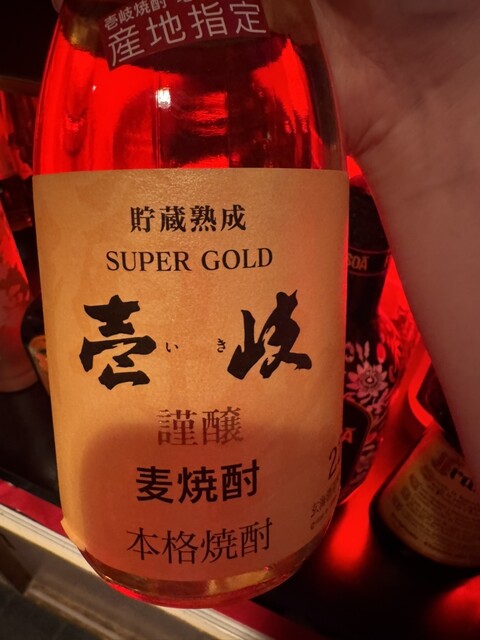 壱岐焼酎
産地指定
貯蔵熟成
SUPER GOLD
壱岐
いき
謹醸
麦焼酎
本格焼酎